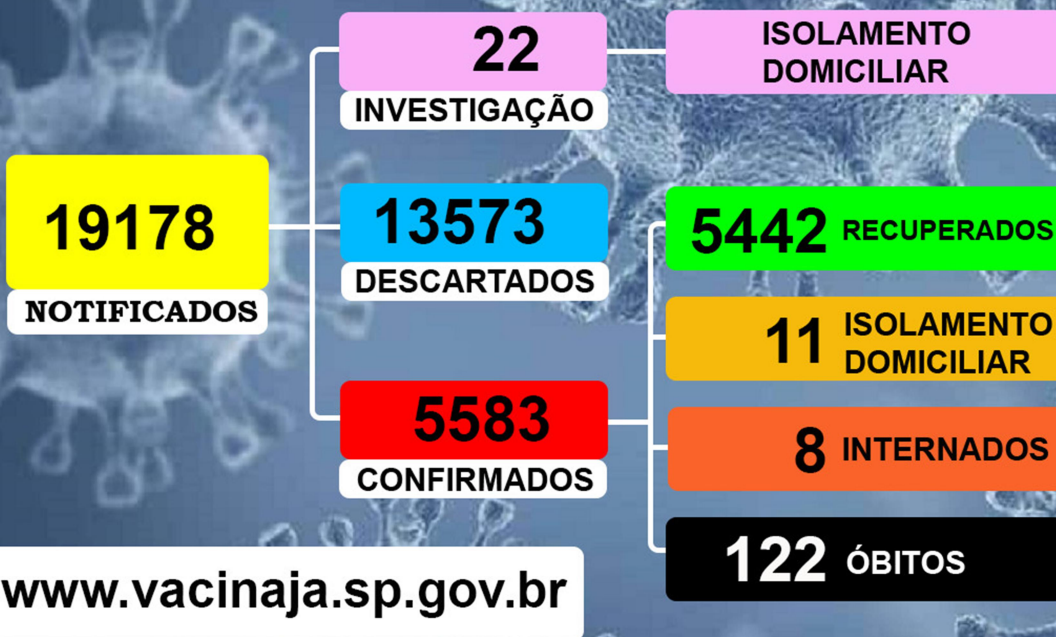 22
INVESTIGAÇÃO
ISOLAMENTO
DOMICILIAR
19178
NOTIFICADOS
13573
DESCARTADOS
5583
CONFIRMADOS
5442 RECUPERADOS
11 ISOLAMENTO
DOMICILIAR
8 INTERNADOS
122 ÓBITOS
www.vacinaja.sp.gov.br